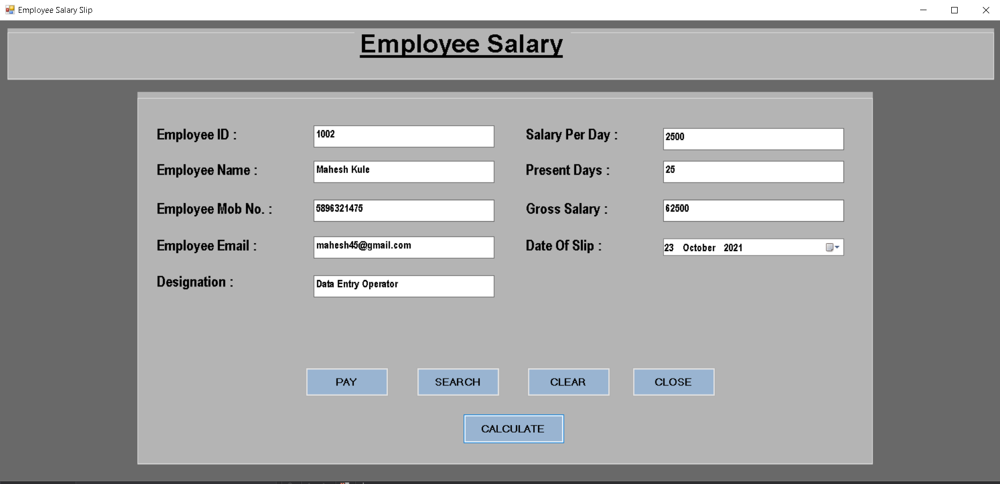 Employee Salary Slip
Employee Salary
Employee ID : 1002 Salary Per Day : 2500
Employee Name : Mahesh Kule Present Days : 25
Employee Mob No. : 5896321475 Gross Salary : 62500
Employee Email : mahesh45@gmail.com Date Of Slip : 23 October 2021
Designation : Data Entry Operator
PAY SEARCH CLEAR CLOSE
CALCULATE